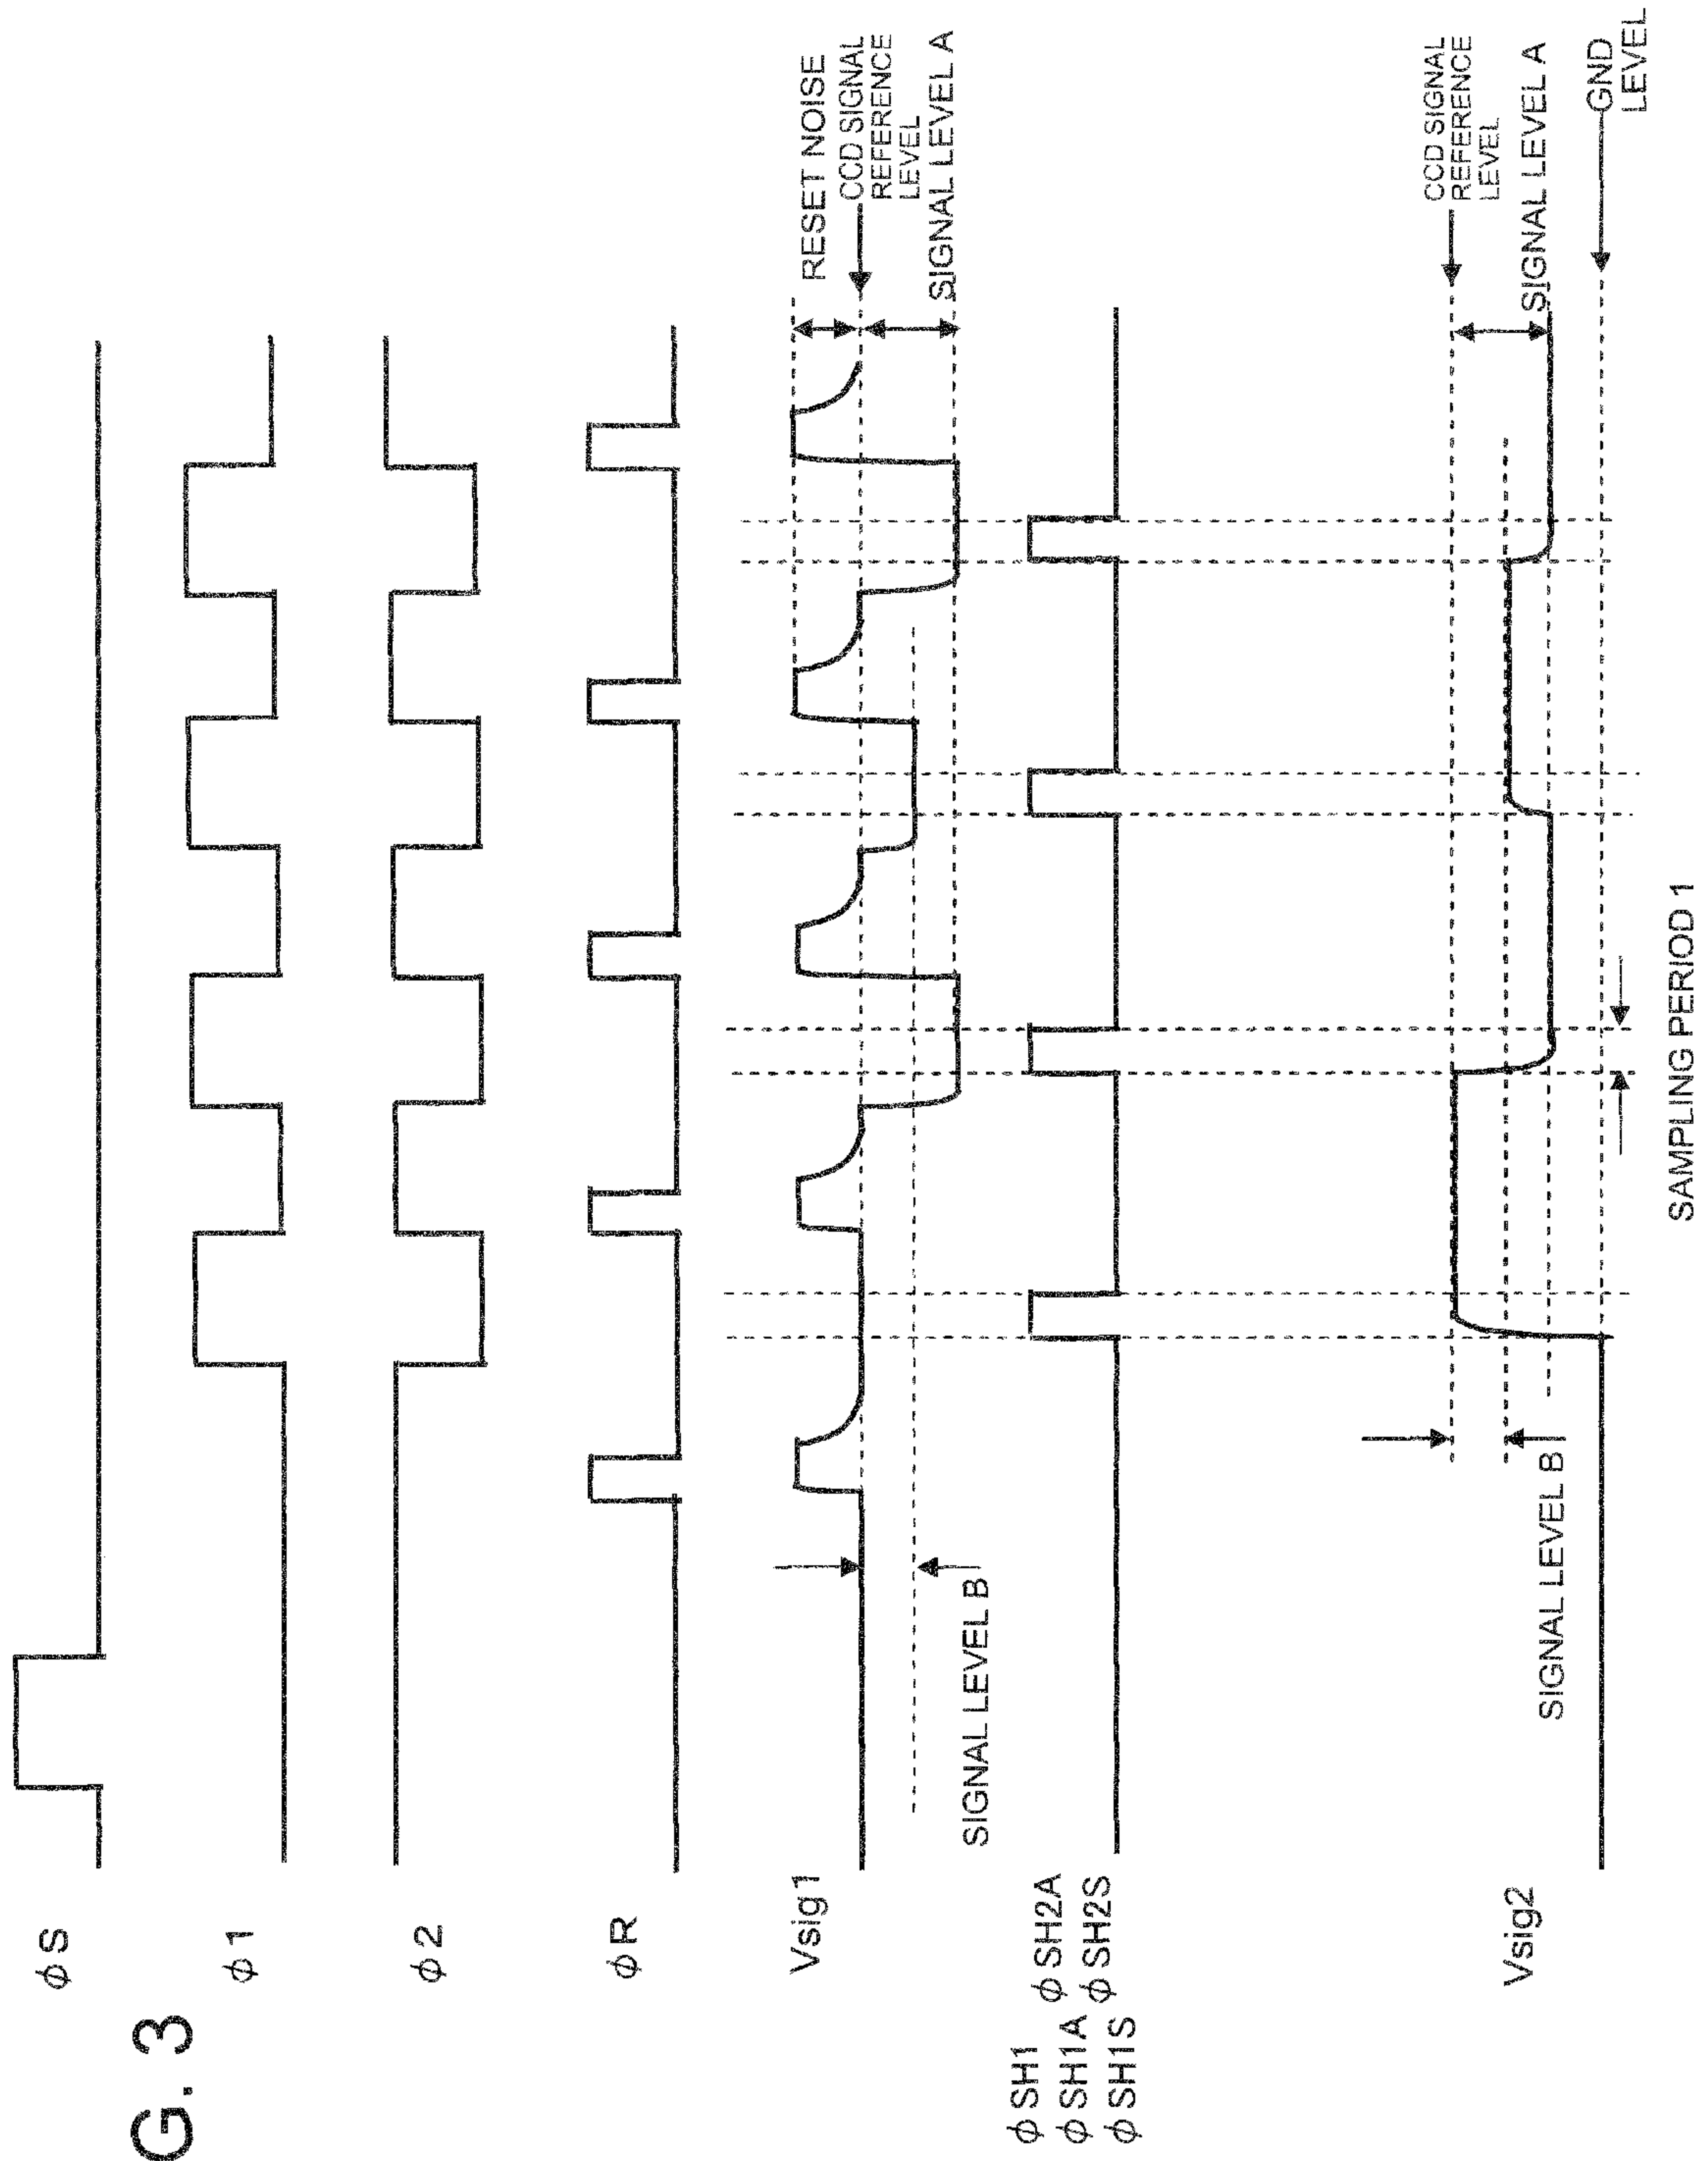 G. 3
φS
φ1
φ2
φR
Vsig1
RESET NOISE
CCD SIGNAL
REFERENCE
LEVEL
SIGNAL LEVEL A
SIGNAL LEVEL B
φSH1 φSH2A
φSH1A φSH2S
φSH1S
Vsig2
CCD SIGNAL
REFERENCE
LEVEL
SIGNAL LEVEL A
SIGNAL LEVEL B
GND
LEVEL
SAMPLING PERIOD 1